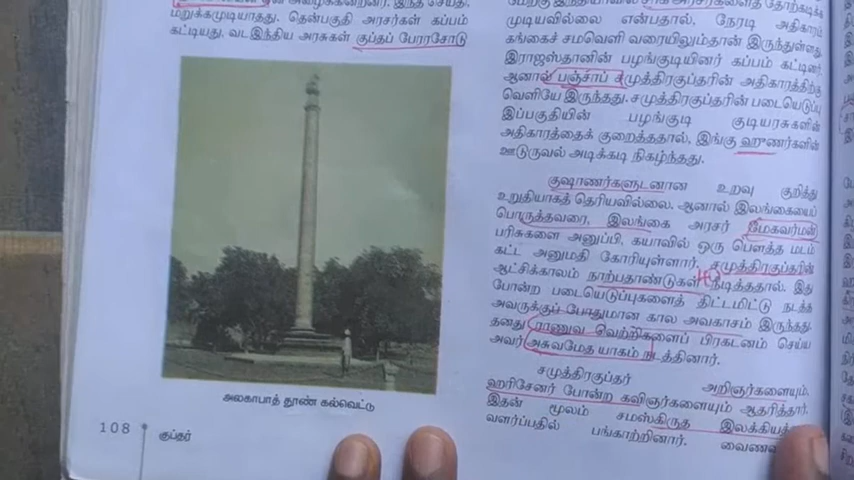 மறுக்கமுடியாதது. தென்பகுதி அரசர்கள் கப்பம்
கட்டியது. வடஇந்திய அரசுகள் குப்தப் பேரரசோடு
அலகாபாத் தூண் கல்வெட்டு
108
குப்தர்
முடியவில்லை என்பதால், நேரடி அதிகாரம்
கங்கைச் சமவெளி வரையிலும்தான் இருந்துள்ளது.
இராஜஸ்தானின் பழங்குடியினர் கப்பம் கட்டினர்.
ஆனால் பஞ்சாப் சமுத்திரகுப்தரின் அதிகாரத்திற்கு
வெளியே இருந்தது. சமுத்திரகுப்தரின் படையெடுப்பு
இப்பகுதியின் பழங்குடி குடியரசுகளின்
அதிகாரத்தைக் குறைத்ததால், இங்கு ஹூணர்களின்
ஊடுருவல் அடிக்கடி நிகழ்ந்தது.
குஷாணர்களுடனான உறவு குறித்து
உறுதியாகத் தெரியவில்லை. ஆனால் இலங்கையைப்
பொருத்தவரை, இலங்கை அரசர் மேகவர்மன்
பரிசுகளை அனுப்பி, கயாவில் ஒரு பௌத்த மடம்
கட்ட அனுமதி கோரியுள்ளார். சமுத்திரகுப்தரின்
ஆட்சிக்காலம் நாற்பதாண்டுகள் 40 நீடித்ததால். இது
போன்ற படையெடுப்புகளைத் திட்டமிட்டு நடத்த
அவருக்குப் போதுமான கால அவகாசம் இருந்தது.
தனது ராணுவ வெற்றிகளைப் பிரகடனம் செய்ய
அவர் அசுவமேத யாகம் நடத்தினார்.
சமுத்திரகுப்தர் அறிஞர்களையும்,
ஹரிசேனர் போன்ற கவிஞர்களையும் ஆதரித்தார்.
இதன் மூலம் சமஸ்கிருத
வளர்ப்பதில் பங்காற்றினார்.